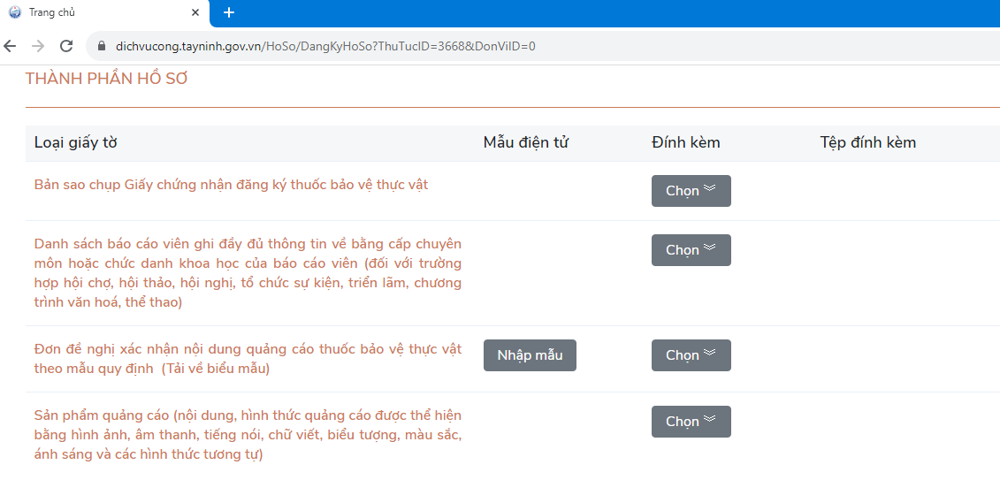 Trang chủ
dichvucong.tayninh.gov.vn/HoSo/DangKyHoSo?ThuTucID=3668&DonViID=0
THÀNH PHẦN HỒ SƠ
Loại giấy tờ Mẫu điện tử Đính kèm Tệp đính kèm
Bản sao chụp Giấy chứng nhận đăng ký thuốc bảo vệ thực vật Chọn
Danh sách báo cáo viên ghi đầy đủ thông tin về bằng cấp chuyên Chọn
môn hoặc chức danh khoa học của báo cáo viên (đối với trường
hợp hội chợ, hội thảo, hội nghị, tổ chức sự kiện, triển lãm, chương
trình văn hoá, thể thao)
Đơn đề nghị xác nhận nội dung quảng cáo thuốc bảo vệ thực vật Nhập mẫu Chọn
theo mẫu quy định (Tải về biểu mẫu)
Sản phẩm quảng cáo (nội dung, hình thức quảng cáo được thể hiện Chọn
bằng hình ảnh, âm thanh, tiếng nói, chữ viết, biểu tượng, màu sắc,
ánh sáng và các hình thức tương tự)